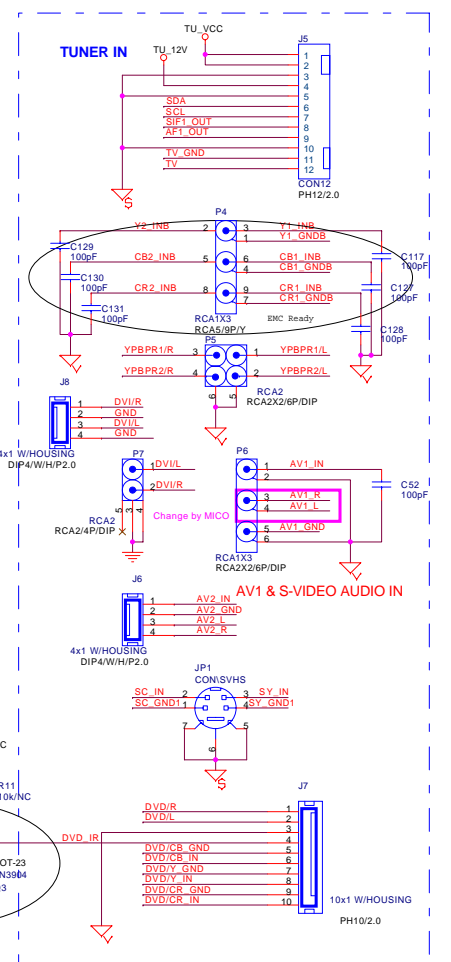 TU_VCC
TUNER IN
TU_12V
J5
1
2
3
4
5
SDA 6
SCL 7
SIF1_OUT 8
AF1_OUT 9
10
TV_GND 11
TV 12
CON12
PH12/2.0
P4
Y2_INB 2 3 Y1_INB
1 Y1_GNDB
C129
100pF
C117
100pF
CB2_INB 5 6 CB1_INB
4 CB1_GNDB
C130
100pF
C127
100pF
CR2_INB 8 9 CR1_INB
7 CR1_GNDB
C131
100pF
C128
100pF
RCA1X3
RCA5/9P/Y
EMC Ready
P5
YPBPR1/R 3 1 YPBPR1/L
YPBPR2/R 4 2 YPBPR2/L
6 5
RCA2
RCA2X2/6P/DIP
J8
1 DVI/R
2 GND
3 DVI/L
4 GND
4x1 W/HOUSING
DIP4/W/H/P2.0
P7
1 DVI/L
2 DVI/R
5 3 4
RCA2
RCA2/4P/DIP
Change by MICO
P6
1 AV1_IN
2
3 AV1_R
4 AV1_L
5 AV1_GND
6
C52
100pF
RCA1X3
RCA2X2/6P/DIP
AV1 & S-VIDEO AUDIO IN
J6
1 AV2_IN
2 AV2_GND
3 AV2_L
4 AV2_R
4x1 W/HOUSING
DIP4/W/H/P2.0
JP1
CON\SVHS
SC_IN 2 3 SY_IN
SC_GND1 1 4 SY_GND1
7 5
6
S
C
R11
10k/NC
J7
DVD/R 1
DVD/L 2
3
DVD_IR 4
DVD/CB_GND 5
DVD/CB_IN 6
DVD/Y_GND 7
DVD/Y_IN 8
DVD/CR_GND 9
DVD/CR_IN 10
10x1 W/HOUSING
PH10/2.0
OT-23
N3904